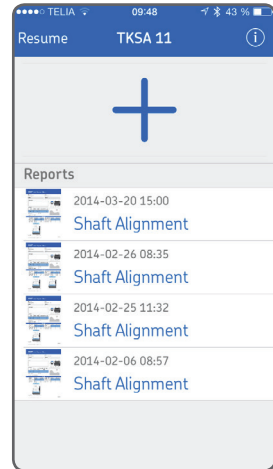 TELIA 09:48 43 %
Resume TKSA 11
Reports
2014-03-20 15:00
Shaft Alignment
2014-02-26 08:35
Shaft Alignment
2014-02-25 11:32
Shaft Alignment
2014-02-06 08:57
Shaft Alignment